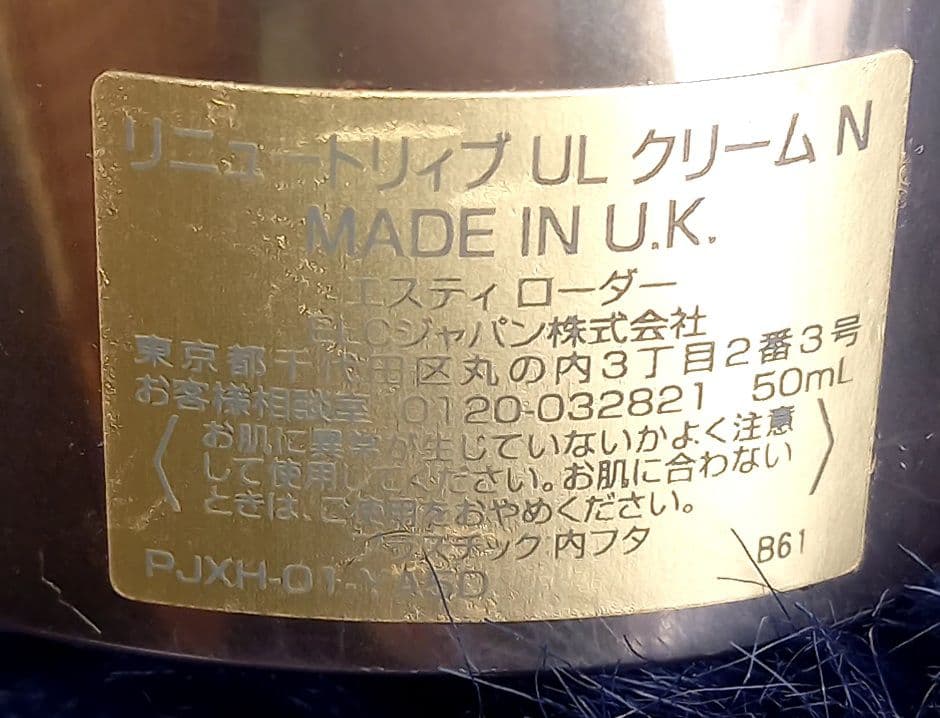 リニュートリィブ UL クリーム N
MADE IN U.K.
エスティ ローダー
ELCジャパン株式会社
東京都千代田区丸の内3丁目2番3号
お客様相談室 0120-032821 50mL
〈お肌に異常が生じていないかよく注意
して使用してください。お肌に合わない
ときは、ご使用をおやめください。〉
プラスチック 内フタ
B61